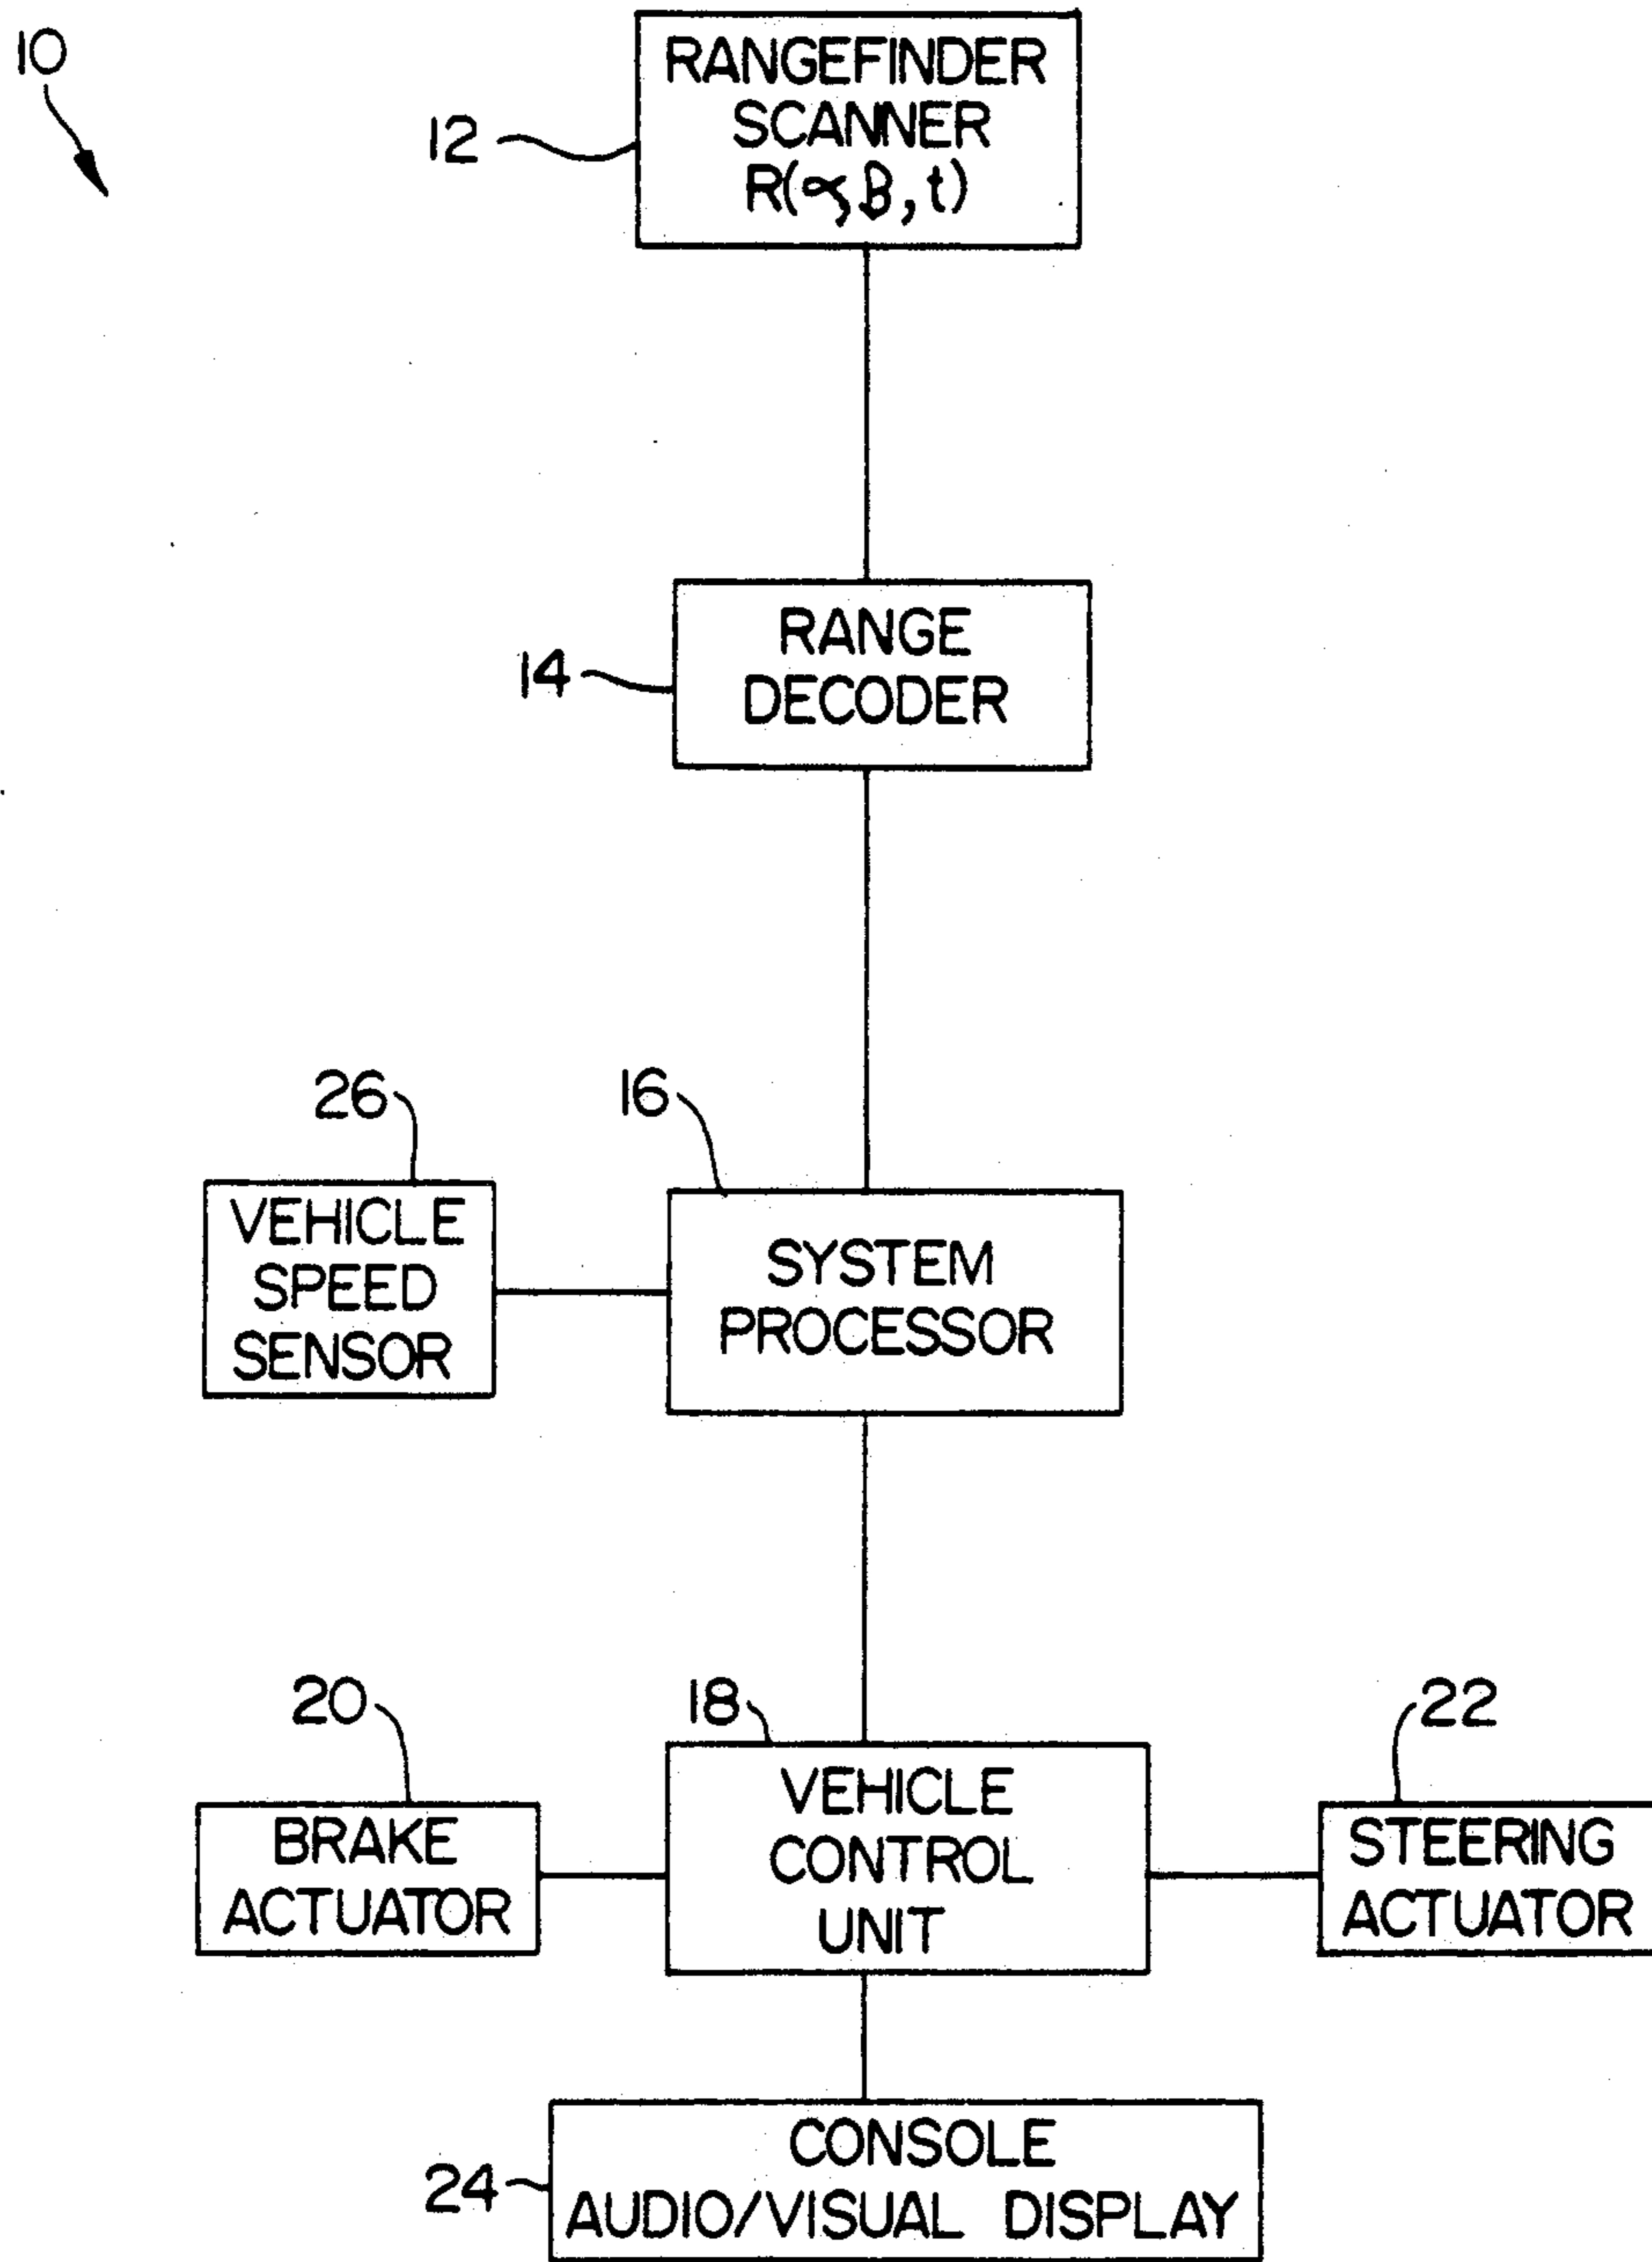 10
12
RANGEFINDER
SCANNER
R(α,β,t)
14
RANGE
DECODER
26
16
VEHICLE
SPEED
SENSOR
SYSTEM
PROCESSOR
20
18
22
BRAKE
ACTUATOR
VEHICLE
CONTROL
UNIT
STEERING
ACTUATOR
24
CONSOLE
AUDIO/VISUAL DISPLAY